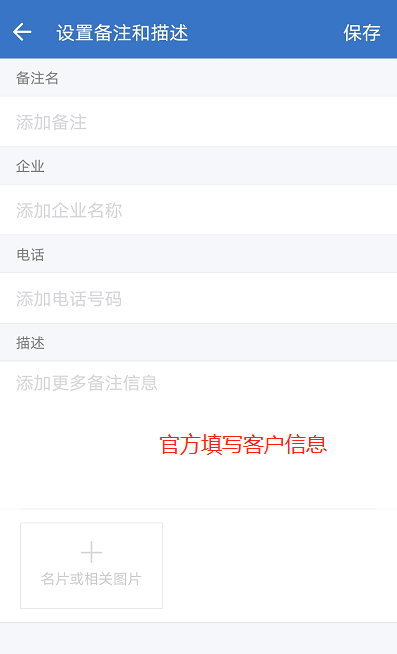 设置备注和描述 保存
备注名
添加备注
企业
添加企业名称
电话
添加电话号码
描述
添加更多备注信息
官方填写客户信息
名片或相关图片